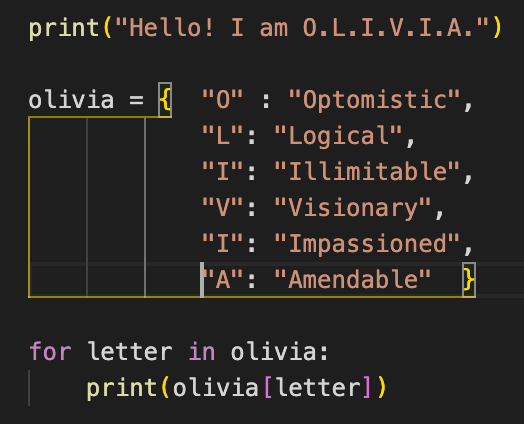 print("Hello! I am O.L.I.V.I.A.")
olivia = { "O" : "Optomistic",
"L": "Logical",
"I": "Illimitable",
"V": "Visionary",
"I": "Impassioned",
"A": "Amendable" }
for letter in olivia:
print(olivia[letter])